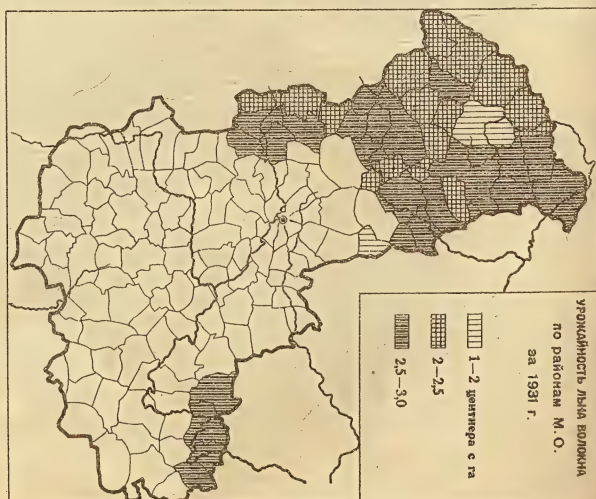 УРОЖАЙНОСТЬ ЛЬНА ВОЛОКНА
по районам М. О.
за 1931 г.
1—2 центнера с га
2—2,5
2,5—3,0